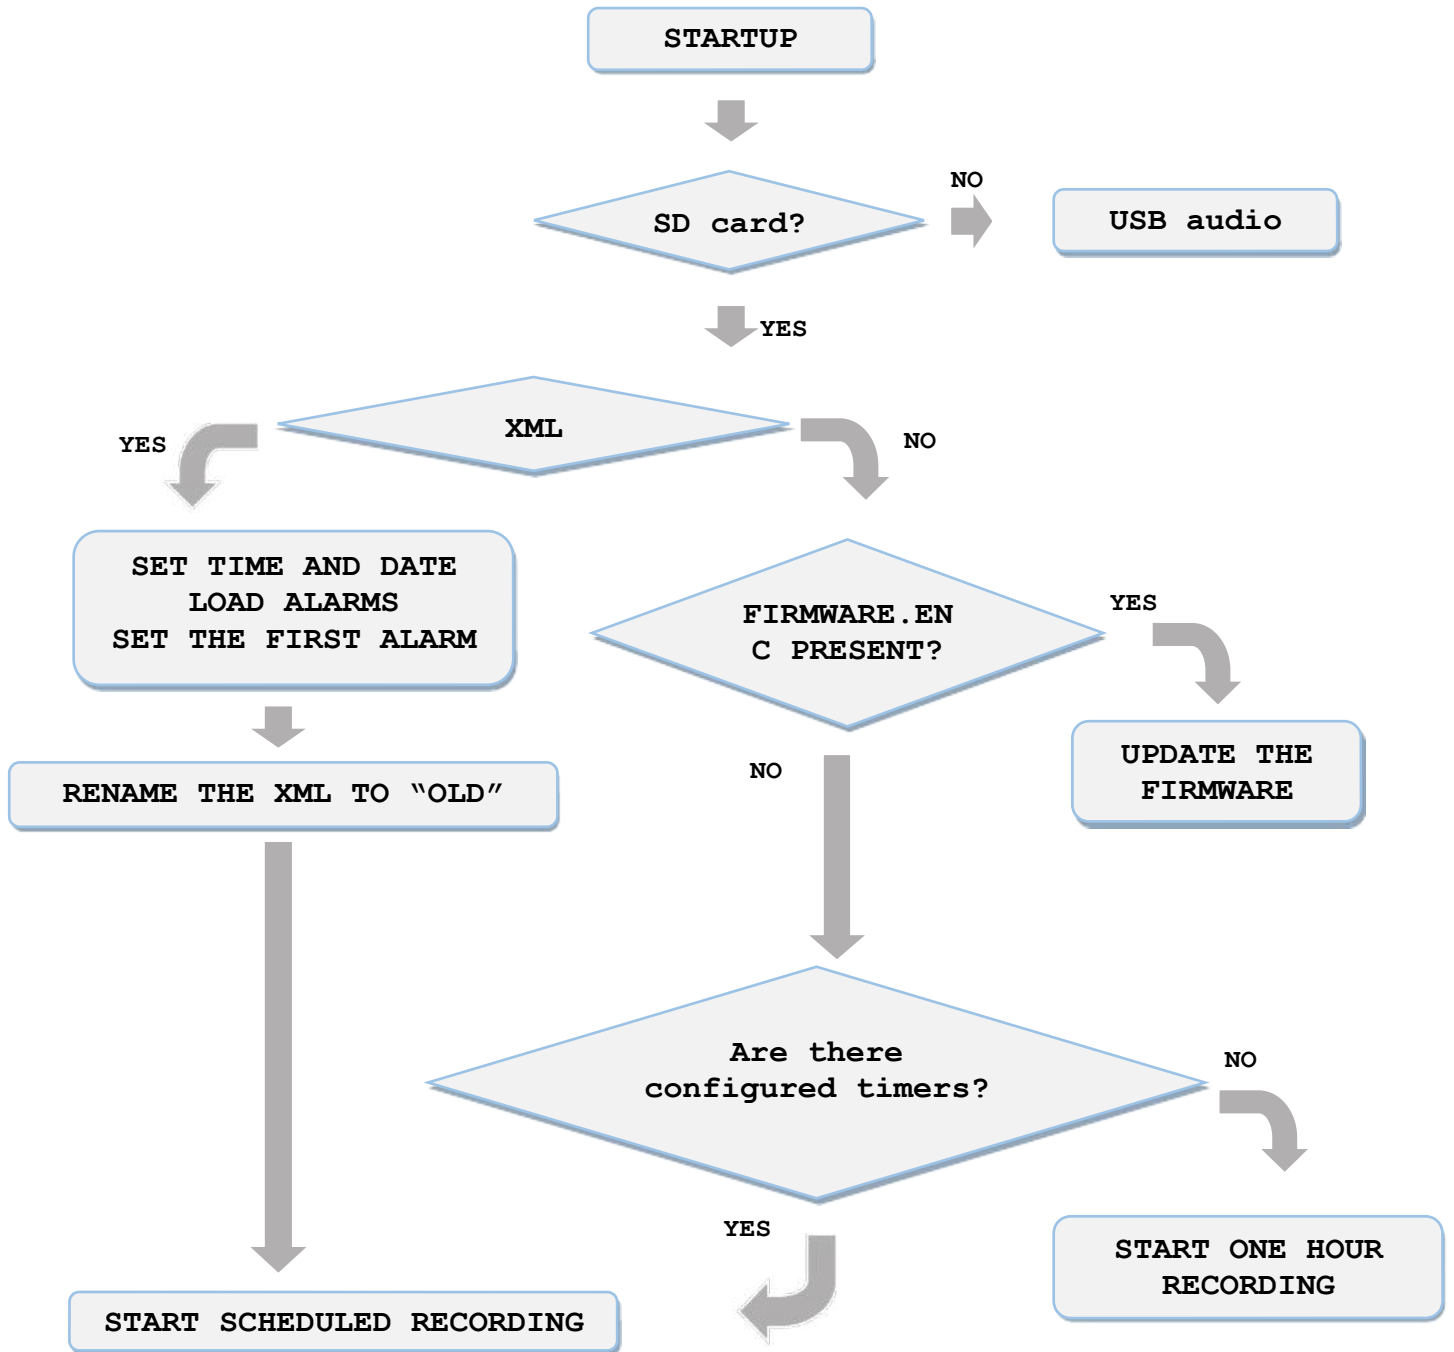 STARTUP
SD card?
NO
USB audio
YES
XML
YES
NO
SET TIME AND DATE
LOAD ALARMS
SET THE FIRST ALARM
FIRMWARE.EN
C PRESENT?
YES
RENAME THE XML TO “OLD”
NO
UPDATE THE
FIRMWARE
Are there
configured timers?
NO
YES
START ONE HOUR
RECORDING
START SCHEDULED RECORDING